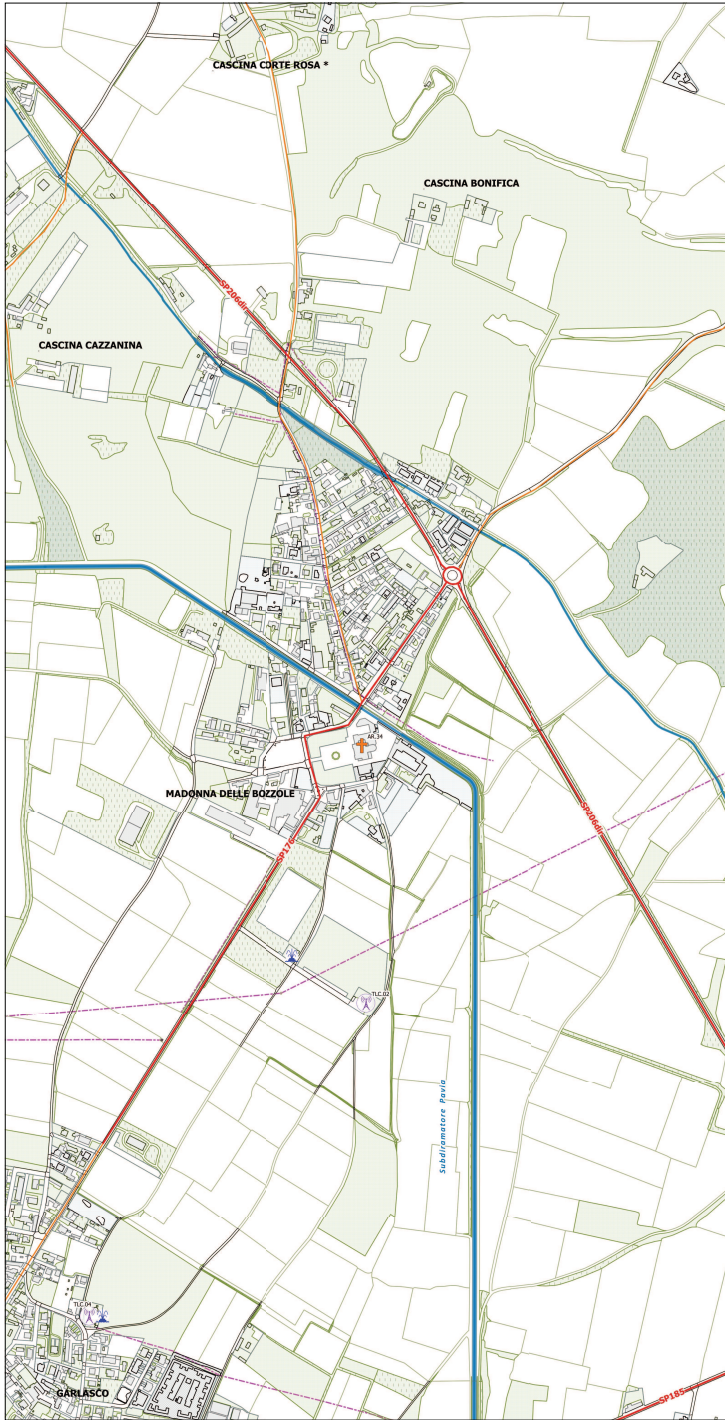 CASCINA CORTE ROSA *
CASCINA BONIFICA
SP206dir
CASCINA CAZZANINA
AR.34
MADONNA DELLE BOZZOLE
SP206dir
SP176
TLC.02
Subdiramatore Pavia
TLC.04
GARLASCO
SP185